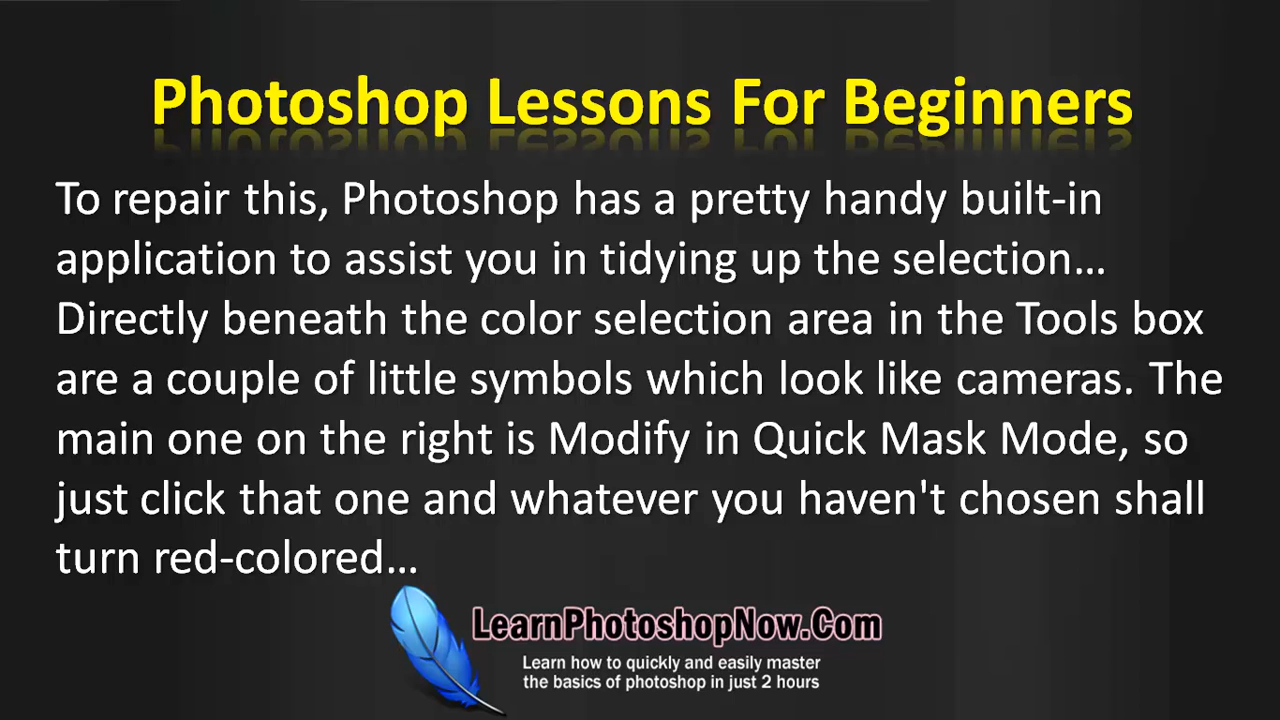 Photoshop Lessons For Beginners
To repair this, Photoshop has a pretty handy built-in
application to assist you in tidying up the selection…
Directly beneath the color selection area in the Tools box
are a couple of little symbols which look like cameras. The
main one on the right is Modify in Quick Mask Mode, so
just click that one and whatever you haven't chosen shall
turn red-colored…
LearnPhotoshopNow.Com
Learn how to quickly and easily master
the basics of photoshop in just 2 hours